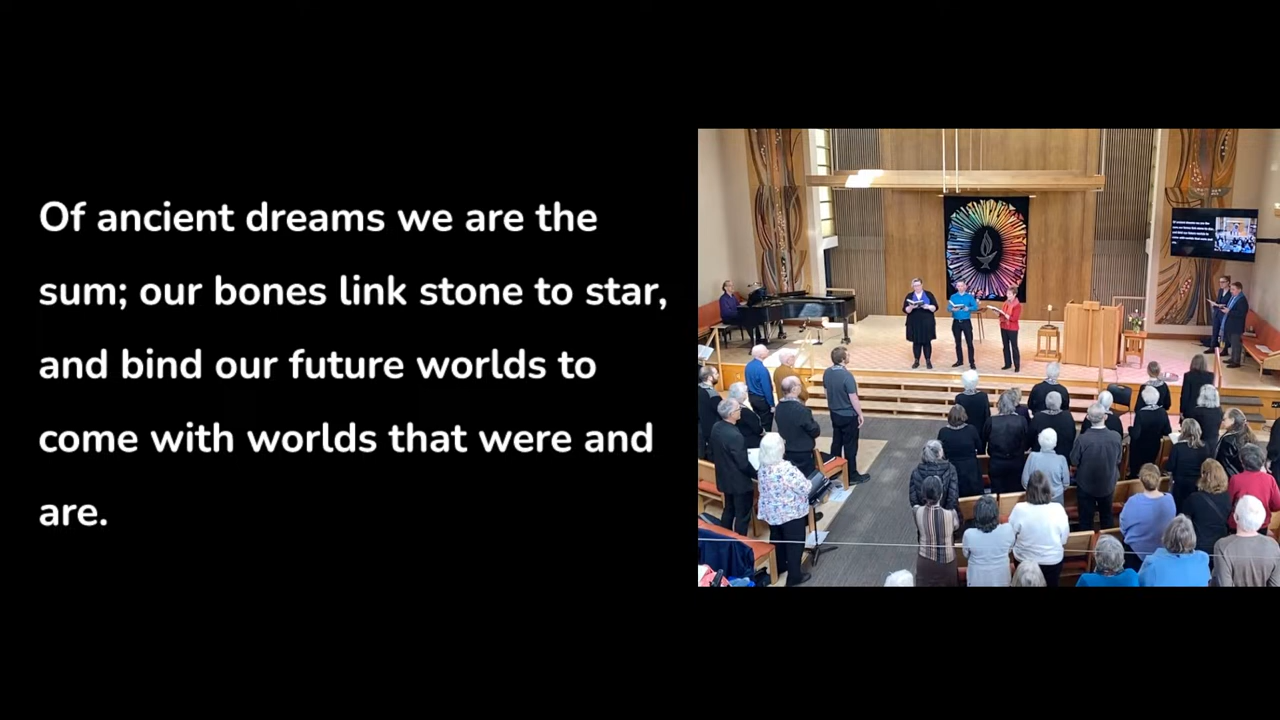 Of ancient dreams we are the
sum; our bones link stone to star,
and bind our future worlds to
come with worlds that were and
are.